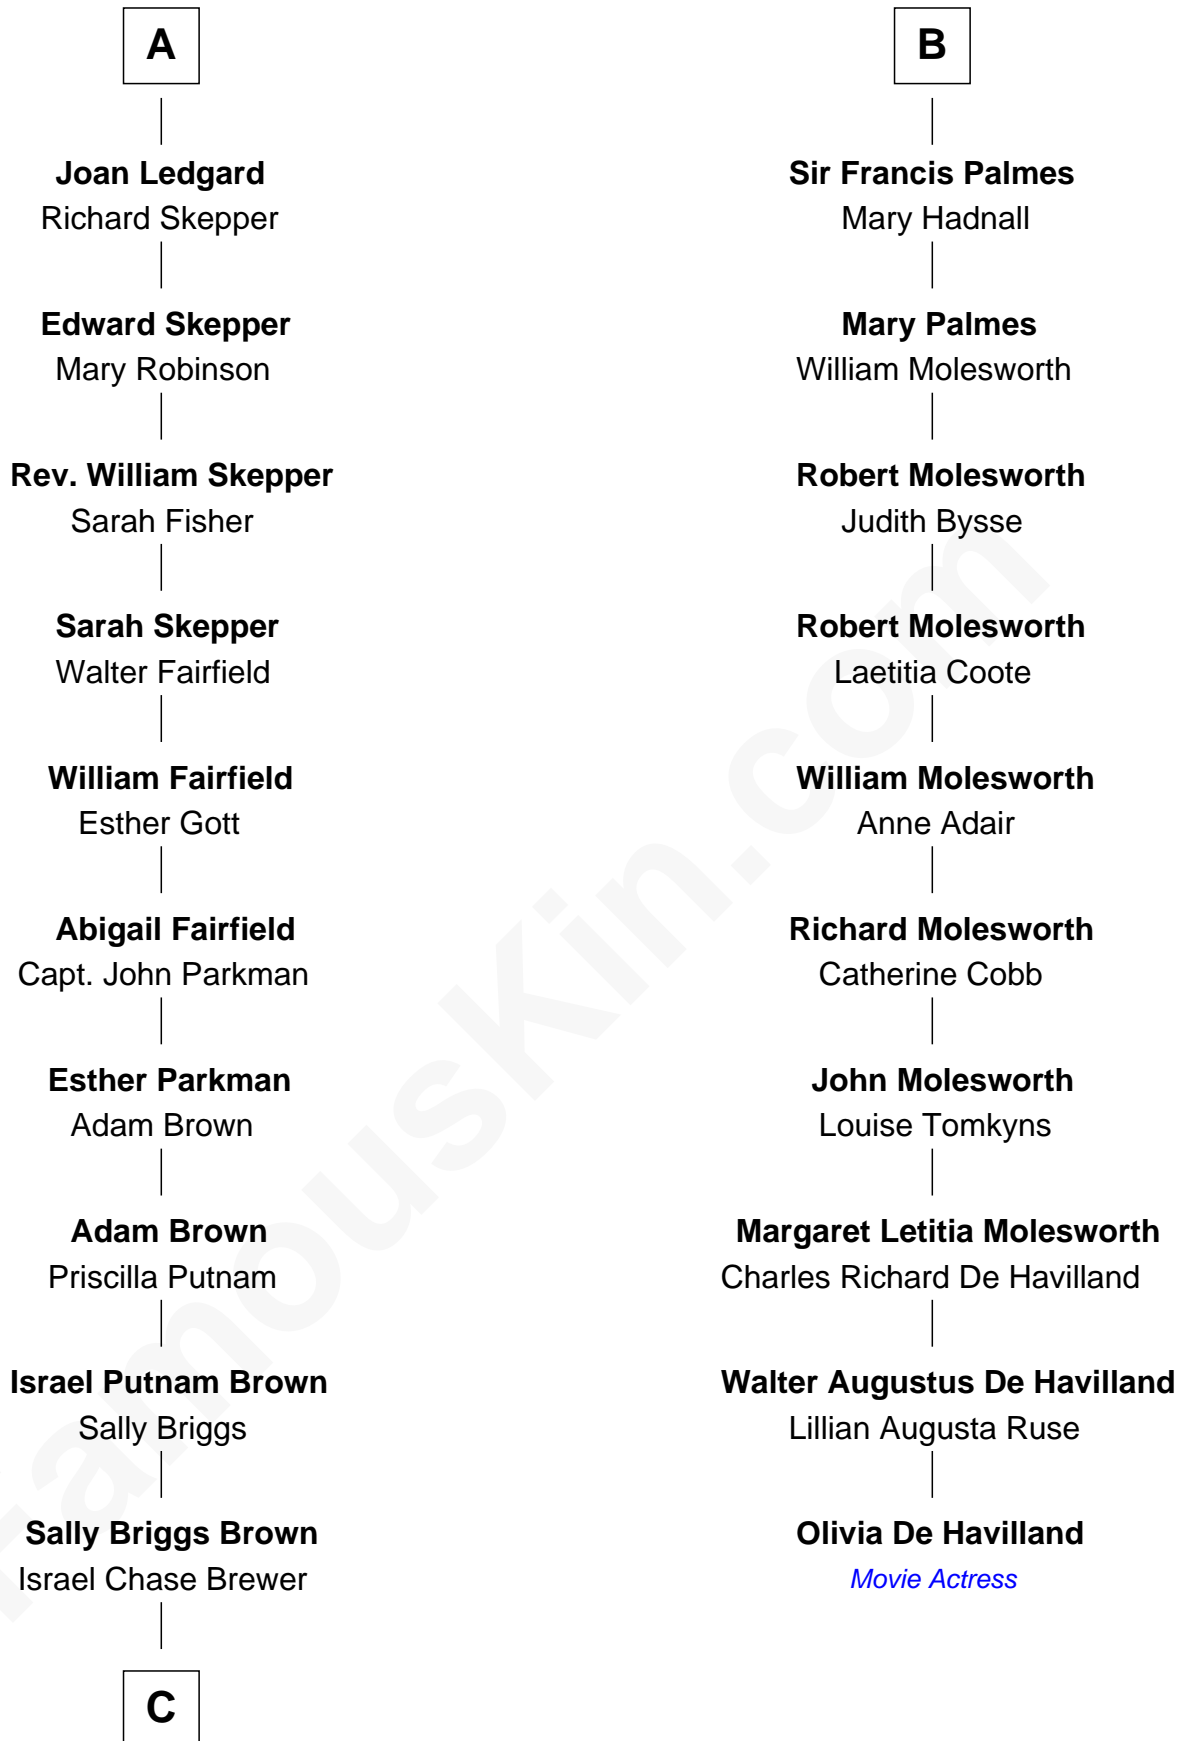 A
Joan Ledgard
Richard Skepper
Edward Skepper
Mary Robinson
Rev. William Skepper
Sarah Fisher
Sarah Skepper
Walter Fairfield
William Fairfield
Esther Gott
Abigail Fairfield
Capt. John Parkman
Esther Parkman
Adam Brown
Adam Brown
Priscilla Putnam
Israel Putnam Brown
Sally Briggs
Sally Briggs Brown
Israel Chase Brewer
C
B
Sir Francis Palmes
Mary Hadnall
Mary Palmes
William Molesworth
Robert Molesworth
Judith Bysse
Robert Molesworth
Laetitia Coote
William Molesworth
Anne Adair
Richard Molesworth
Catherine Cobb
John Molesworth
Louise Tomkyns
Margaret Letitia Molesworth
Charles Richard De Havilland
Walter Augustus De Havilland
Lillian Augusta Ruse
Olivia De Havilland
Movie Actress
FamousKin.com